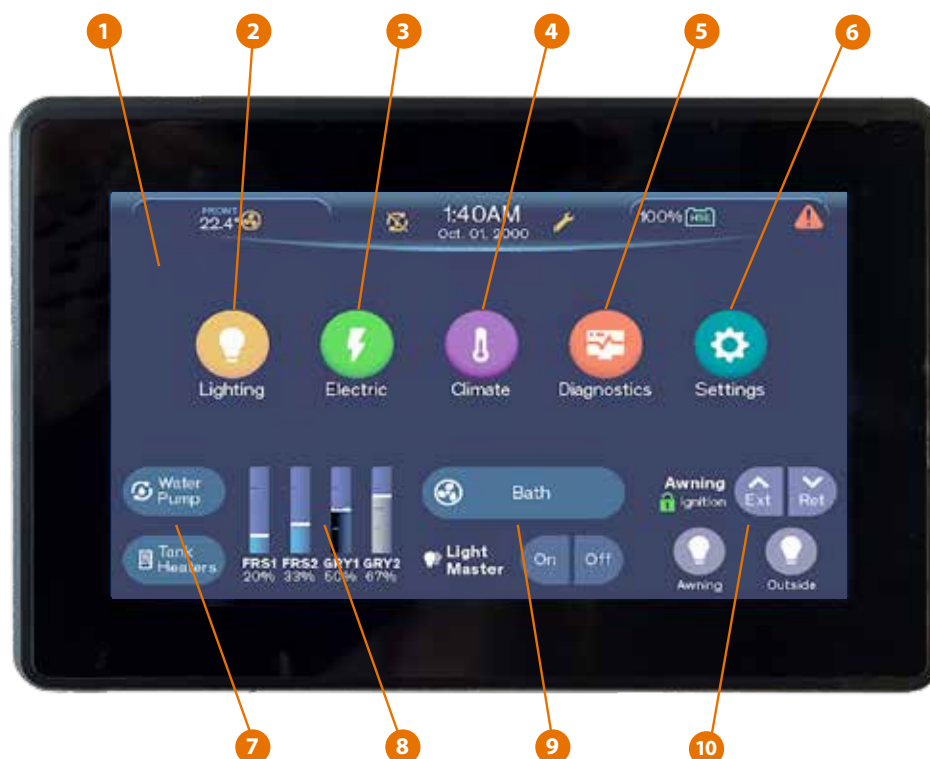 1 2 3 4 5 6
FRONT
22.4°
1:40AM
Oct. 01, 2000
100% HSE
Lighting Electric Climate Diagnostics Settings
Water
Pump
Tank
Heaters
FRS1 FRS2 GRY1 GRY2
20% 33% 60% 67%
Bath
Light
Master
On Off
Awning
Ignition
Ext Ret
Awning Outside
7 8 9 10